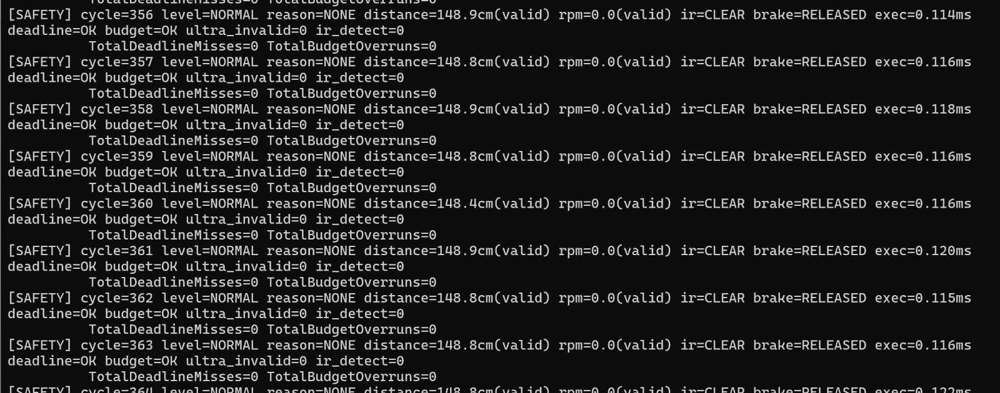 TotalDeadlineMisses=0 TotalBudgetOverruns=0
[SAFETY] cycle=356 level=NORMAL reason=NONE distance=148.9cm(valid) rpm=0.0(valid) ir=CLEAR brake=RELEASED exec=0.114ms
deadline=OK budget=OK ultra_invalid=0 ir_detect=0
TotalDeadlineMisses=0 TotalBudgetOverruns=0
[SAFETY] cycle=357 level=NORMAL reason=NONE distance=148.8cm(valid) rpm=0.0(valid) ir=CLEAR brake=RELEASED exec=0.116ms
deadline=OK budget=OK ultra_invalid=0 ir_detect=0
TotalDeadlineMisses=0 TotalBudgetOverruns=0
[SAFETY] cycle=358 level=NORMAL reason=NONE distance=148.9cm(valid) rpm=0.0(valid) ir=CLEAR brake=RELEASED exec=0.118ms
deadline=OK budget=OK ultra_invalid=0 ir_detect=0
TotalDeadlineMisses=0 TotalBudgetOverruns=0
[SAFETY] cycle=359 level=NORMAL reason=NONE distance=148.8cm(valid) rpm=0.0(valid) ir=CLEAR brake=RELEASED exec=0.116ms
deadline=OK budget=OK ultra_invalid=0 ir_detect=0
TotalDeadlineMisses=0 TotalBudgetOverruns=0
[SAFETY] cycle=360 level=NORMAL reason=NONE distance=148.4cm(valid) rpm=0.0(valid) ir=CLEAR brake=RELEASED exec=0.116ms
deadline=OK budget=OK ultra_invalid=0 ir_detect=0
TotalDeadlineMisses=0 TotalBudgetOverruns=0
[SAFETY] cycle=361 level=NORMAL reason=NONE distance=148.9cm(valid) rpm=0.0(valid) ir=CLEAR brake=RELEASED exec=0.120ms
deadline=OK budget=OK ultra_invalid=0 ir_detect=0
TotalDeadlineMisses=0 TotalBudgetOverruns=0
[SAFETY] cycle=362 level=NORMAL reason=NONE distance=148.8cm(valid) rpm=0.0(valid) ir=CLEAR brake=RELEASED exec=0.115ms
deadline=OK budget=OK ultra_invalid=0 ir_detect=0
TotalDeadlineMisses=0 TotalBudgetOverruns=0
[SAFETY] cycle=363 level=NORMAL reason=NONE distance=148.8cm(valid) rpm=0.0(valid) ir=CLEAR brake=RELEASED exec=0.116ms
deadline=OK budget=OK ultra_invalid=0 ir_detect=0
TotalDeadlineMisses=0 TotalBudgetOverruns=0
[SAFETY] cycle=364 level=NORMAL reason=NONE distance=148.8cm(valid) rpm=0.0(valid) ir=CLEAR brake=RELEASED exec=0.122ms